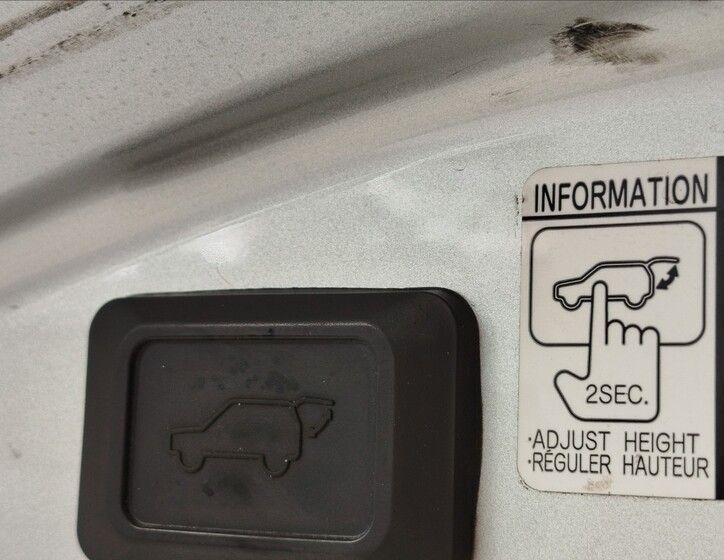 INFORMATION
2SEC.
·ADJUST HEIGHT
·RÉGULER HAUTEUR